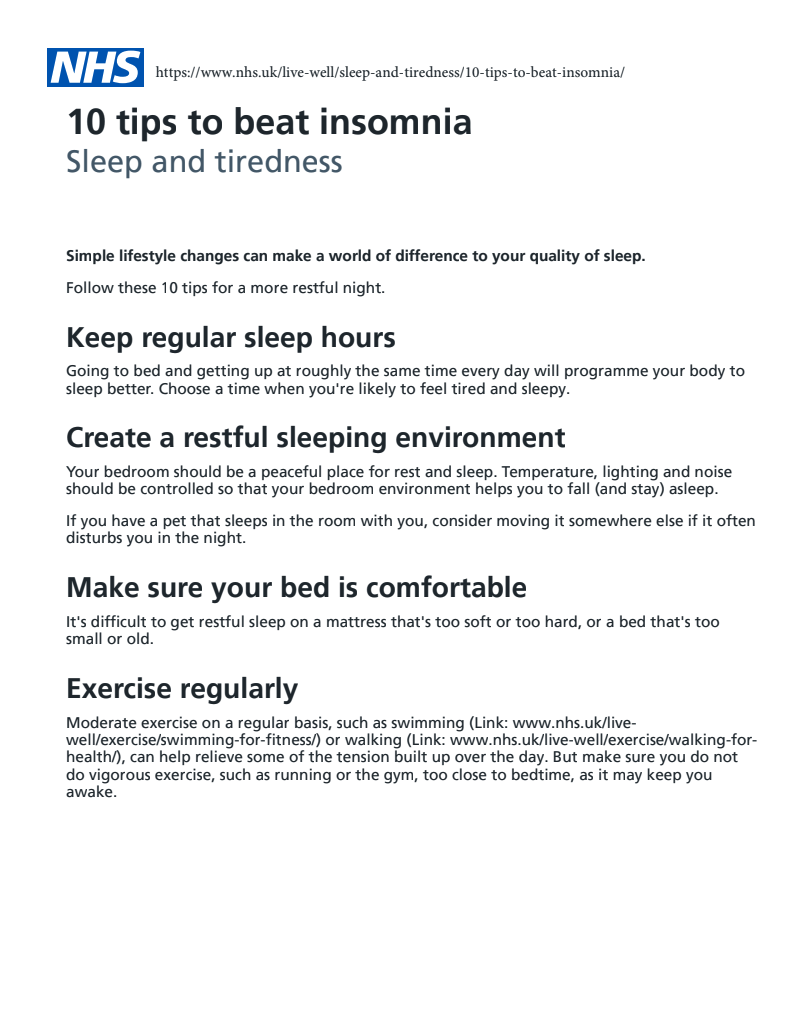 NHS https://www.nhs.uk/live-well/sleep-and-tiredness/10-tips-to-beat-insomnia/
10 tips to beat insomnia
Sleep and tiredness
Simple lifestyle changes can make a world of difference to your quality of sleep.
Follow these 10 tips for a more restful night.
Keep regular sleep hours
Going to bed and getting up at roughly the same time every day will programme your body to
sleep better. Choose a time when you're likely to feel tired and sleepy.
Create a restful sleeping environment
Your bedroom should be a peaceful place for rest and sleep. Temperature, lighting and noise
should be controlled so that your bedroom environment helps you to fall (and stay) asleep.
If you have a pet that sleeps in the room with you, consider moving it somewhere else if it often
disturbs you in the night.
Make sure your bed is comfortable
It's difficult to get restful sleep on a mattress that's too soft or too hard, or a bed that's too
small or old.
Exercise regularly
Moderate exercise on a regular basis, such as swimming (Link: www.nhs.uk/live-
well/exercise/swimming-for-fitness/) or walking (Link: www.nhs.uk/live-well/exercise/walking-for-
health/), can help relieve some of the tension built up over the day. But make sure you do not
do vigorous exercise, such as running or the gym, too close to bedtime, as it may keep you
awake.